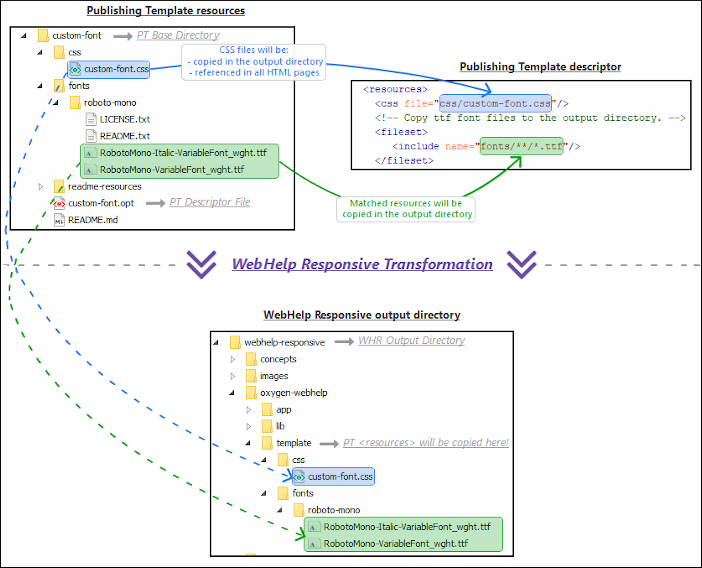 Publishing Template resources
custom-font PT Base Directory
css
custom-font.css
fonts
roboto-mono
LICENSE.txt
README.txt
RobotoMono-Italic-VariableFont_wght.ttf
RobotoMono-VariableFont_wght.ttf
readme-resources
custom-font.opt PT Descriptor File
README.md
CSS files will be:
- copied in the output directory
- referenced in all HTML pages
Publishing Template descriptor
<resources>
<css file="css/custom-font.css"/>
<!-- Copy ttf font files to the output directory. -->
<fileset>
<include name="fonts/**/*.ttf"/>
</fileset>
Matched resources will be
copied in the output directory
WebHelp Responsive Transformation
WebHelp Responsive output directory
webhelp-responsive WHR Output Directory
concepts
images
oxygen-webhelp
app
lib
template PT <resources> will be copied here!
css
custom-font.css
fonts
roboto-mono
RobotoMono-Italic-VariableFont_wght.ttf
RobotoMono-VariableFont_wght.ttf